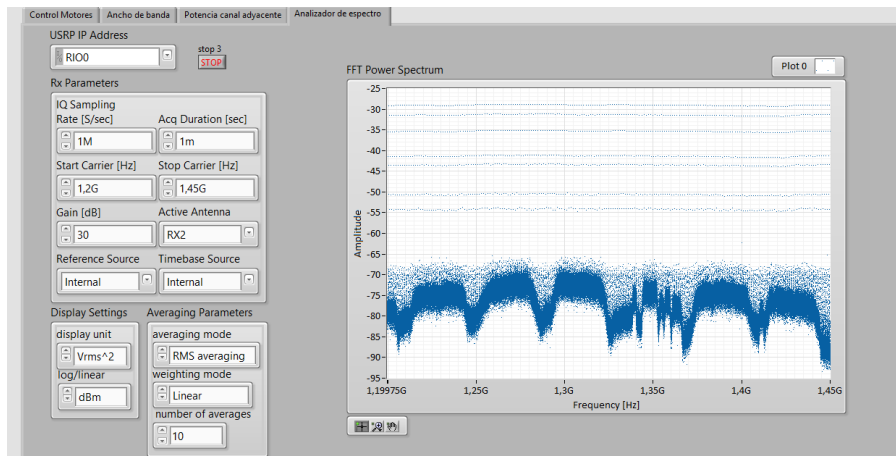 Control Motores Ancho de banda Potencia canal adyacente Analizador de espectro
USRP IP Address
RIO0
stop 3
STOP
Rx Parameters
IQ Sampling
Rate [S/sec] Acq Duration [sec]
1M 1m
Start Carrier [Hz] Stop Carrier [Hz]
1,2G 1,45G
Gain [dB] Active Antenna
30 RX2
Reference Source Timebase Source
Internal Internal
Display Settings Averaging Parameters
display unit averaging mode
Vrms^2 RMS averaging
log/linear weighting mode
dBm Linear
number of averages
10
FFT Power Spectrum
Plot 0
Amplitude
-25
-30
-35
-40
-45
-50
-55
-60
-65
-70
-75
-80
-85
-90
-95
1,19975G 1,25G 1,3G 1,35G 1,4G 1,45G
Frequency [Hz]